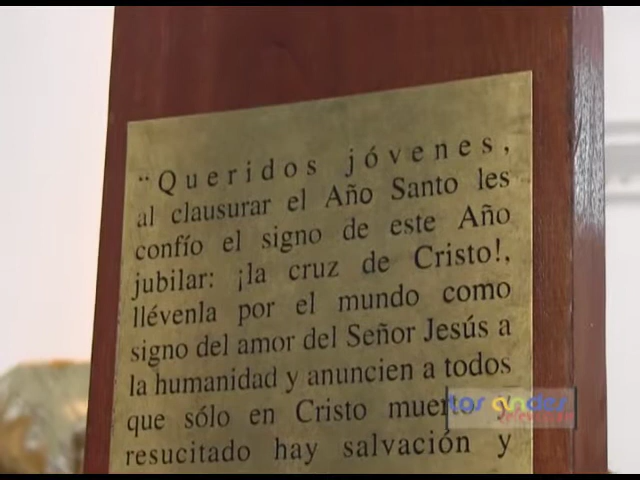 “Queridos jóvenes,
al clausurar el Año Santo les
confío el signo de este Año
jubilar: ¡la cruz de Cristo!,
llévenla por el mundo como
signo del amor del Señor Jesús a
la humanidad y anuncien a todos
que sólo en Cristo y
resucitado hay salvación y
los andes